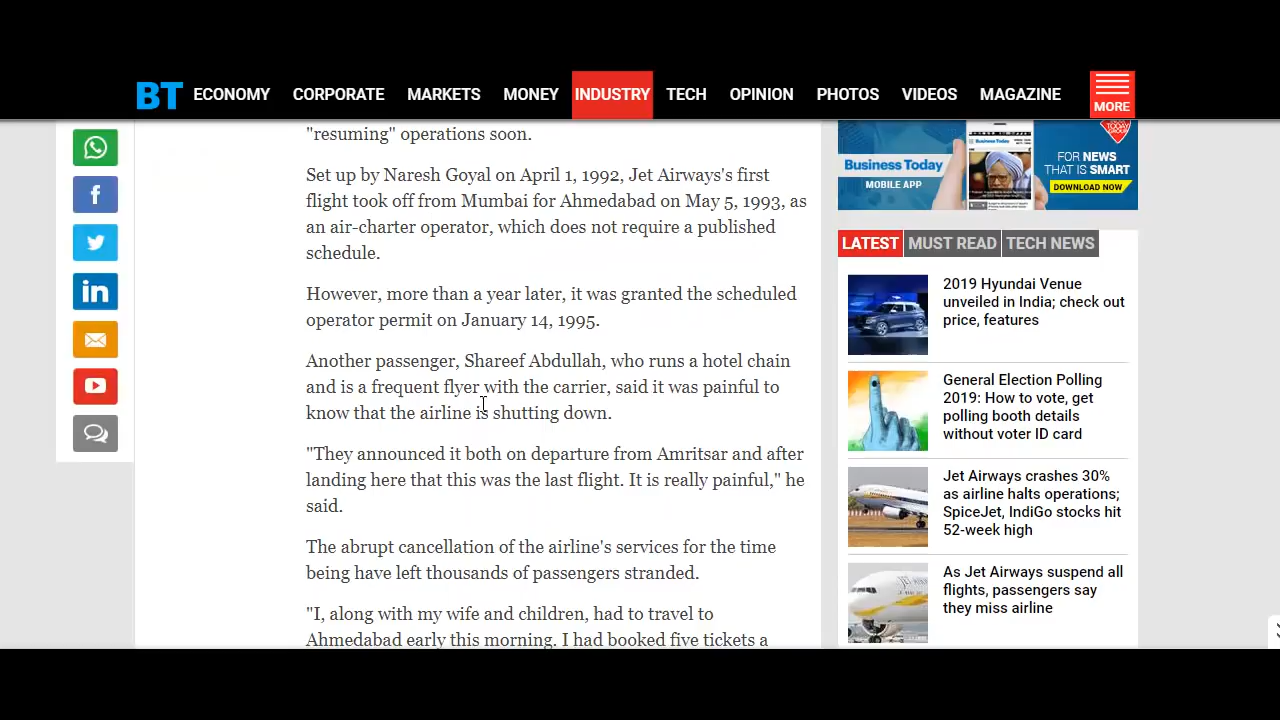 BT ECONOMY CORPORATE MARKETS MONEY INDUSTRY TECH OPINION PHOTOS VIDEOS MAGAZINE MORE
"resuming" operations soon.
Set up by Naresh Goyal on April 1, 1992, Jet Airways's first
flight took off from Mumbai for Ahmedabad on May 5, 1993, as
an air-charter operator, which does not require a published
schedule.
However, more than a year later, it was granted the scheduled
operator permit on January 14, 1995.
Another passenger, Shareef Abdullah, who runs a hotel chain
and is a frequent flyer with the carrier, said it was painful to
know that the airline is shutting down.
"They announced it both on departure from Amritsar and after
landing here that this was the last flight. It is really painful," he
said.
The abrupt cancellation of the airline's services for the time
being have left thousands of passengers stranded.
"I, along with my wife and children, had to travel to
Ahmedabad early this morning. I had booked five tickets a
Business Today
MOBILE APP
Business Today
FOR NEWS
THAT IS SMART
DOWNLOAD NOW
LATEST MUST READ TECH NEWS
2019 Hyundai Venue
unveiled in India; check out
price, features
General Election Polling
2019: How to vote, get
polling booth details
without voter ID card
Jet Airways crashes 30%
as airline halts operations;
SpiceJet, IndiGo stocks hit
52-week high
As Jet Airways suspend all
flights, passengers say
they miss airline